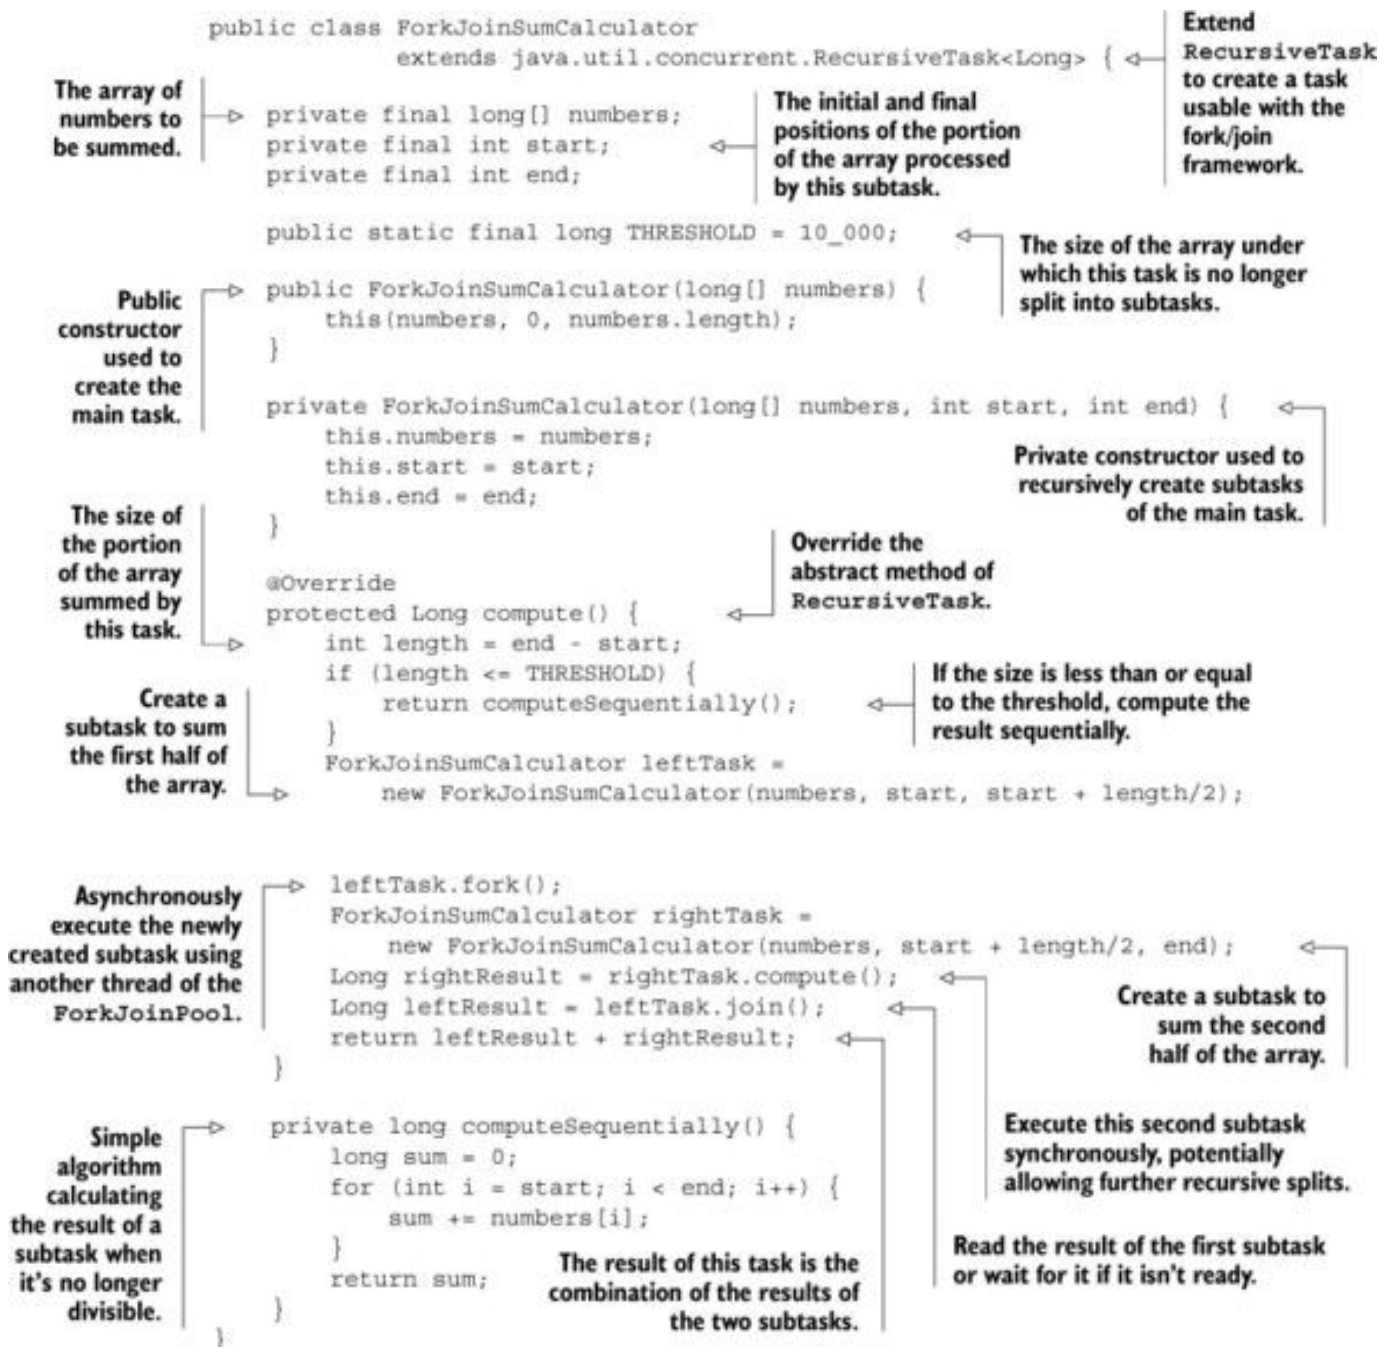 public class ForkJoinSumCalculator
extends java.util.concurrent.RecursiveTask<Long> {
Extend
RecursiveTask
to create a task
usable with the
fork/join
framework.
The array of
numbers to
be summed.
private final long[] numbers;
private final int start;
private final int end;
The initial and final
positions of the portion
of the array processed
by this subtask.
public static final long THRESHOLD = 10_000;
The size of the array under
which this task is no longer
split into subtasks.
Public
constructor
used to
create the
main task.
public ForkJoinSumCalculator(long[] numbers) {
this(numbers, 0, numbers.length);
}
private ForkJoinSumCalculator(long[] numbers, int start, int end) {
this.numbers = numbers;
this.start = start;
this.end = end;
}
Private constructor used to
recursively create subtasks
of the main task.
The size of
the portion
of the array
summed by
this task.
@Override
protected Long compute() {
Override the
abstract method of
RecursiveTask.
int length = end - start;
if (length <= THRESHOLD) {
return computeSequentially();
}
If the size is less than or equal
to the threshold, compute the
result sequentially.
Create a
subtask to sum
the first half of
the array.
ForkJoinSumCalculator leftTask =
new ForkJoinSumCalculator(numbers, start, start + length/2);
Asynchronously
execute the newly
created subtask using
another thread of the
ForkJoinPool.
leftTask.fork();
ForkJoinSumCalculator rightTask =
new ForkJoinSumCalculator(numbers, start + length/2, end);
Long rightResult = rightTask.compute();
Long leftResult = leftTask.join();
return leftResult + rightResult;
}
Create a subtask to
sum the second
half of the array.
Execute this second subtask
synchronously, potentially
allowing further recursive splits.
Simple
algorithm
calculating
the result of a
subtask when
it's no longer
divisible.
private long computeSequentially() {
long sum = 0;
for (int i = start; i < end; i++) {
sum += numbers[i];
}
return sum;
}
}
Read the result of the first subtask
or wait for it if it isn't ready.
The result of this task is the
combination of the results of
the two subtasks.